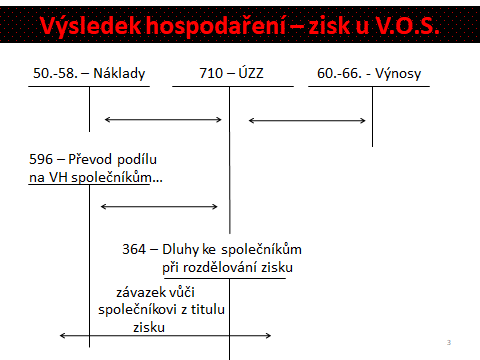 Výsledek hospodaření – zisk u V.O.S.
50.-58. – Náklady
710 – ÚZZ
60.-66. - Výnosy
596 – Převod podílu
na VH společníkům…
364 – Dluhy ke společníkům
při rozdělování zisku
závazek vůči
společníkovi z titulu
zisku
3